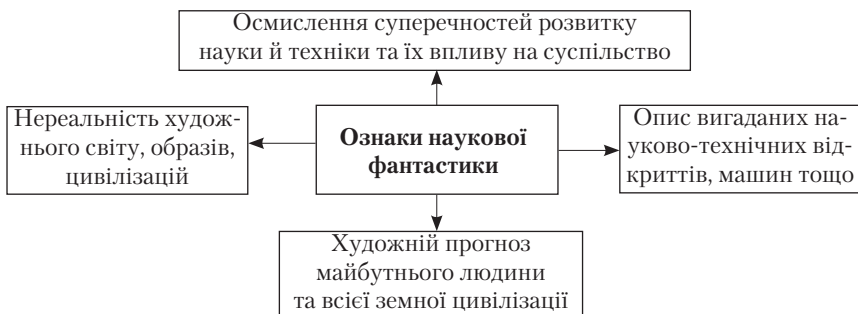 Осмислення суперечностей розвитку
науки й техніки та їх впливу на суспільство
Нереальність худож-
нього світу, образів,
цивілізацій
Ознаки наукової
фантастики
Опис вигаданих на-
уково-технічних від-
криттів, машин тощо
Художній прогноз
майбутнього людини
та всієї земної цивілізації